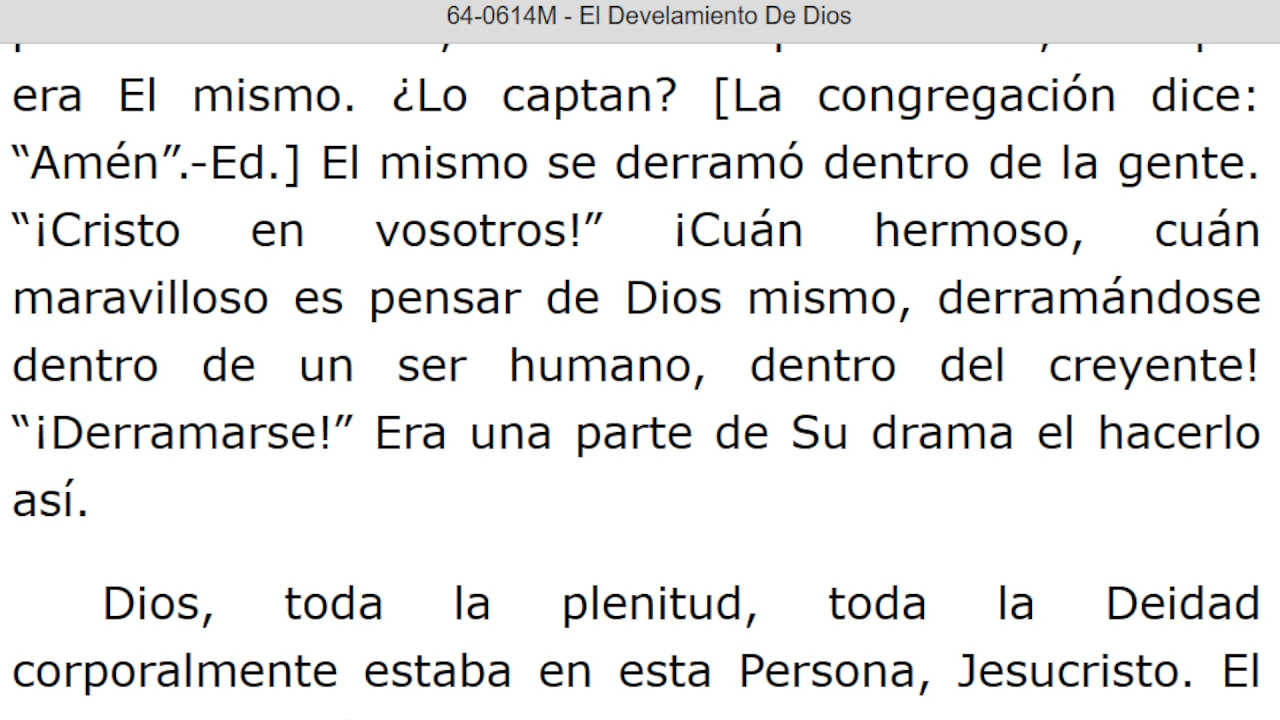 64-0614M - El Develamiento De Dios
era El mismo. ¿Lo captan? [La congregación dice:
“Amén”.-Ed.] El mismo se derramó dentro de la gente.
“¡Cristo en vosotros!” ¡Cuán hermoso, cuán
maravilloso es pensar de Dios mismo, derramándose
dentro de un ser humano, dentro del creyente!
“¡Derramarse!” Era una parte de Su drama el hacerlo
así.
Dios, toda la plenitud, toda la Deidad
corporalmente estaba en esta Persona, Jesucristo. El